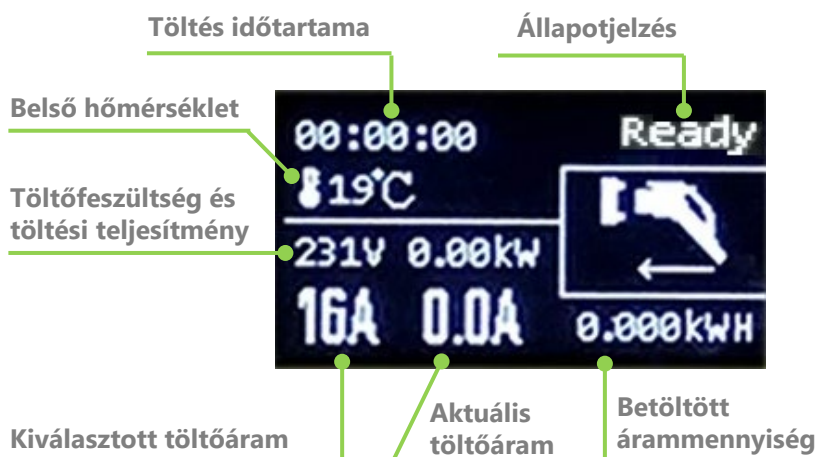 Töltés időtartama
Állapotjelzés
Belső hőmérséklet
00:00:00
Ready
19°C
Töltőfeszültség és
töltési teljesítmény
231V 0.00kW
16A 0.0A
0.000kWH
Kiválasztott töltőáram
Aktuális
töltőáram
Betöltött
árammennyiség